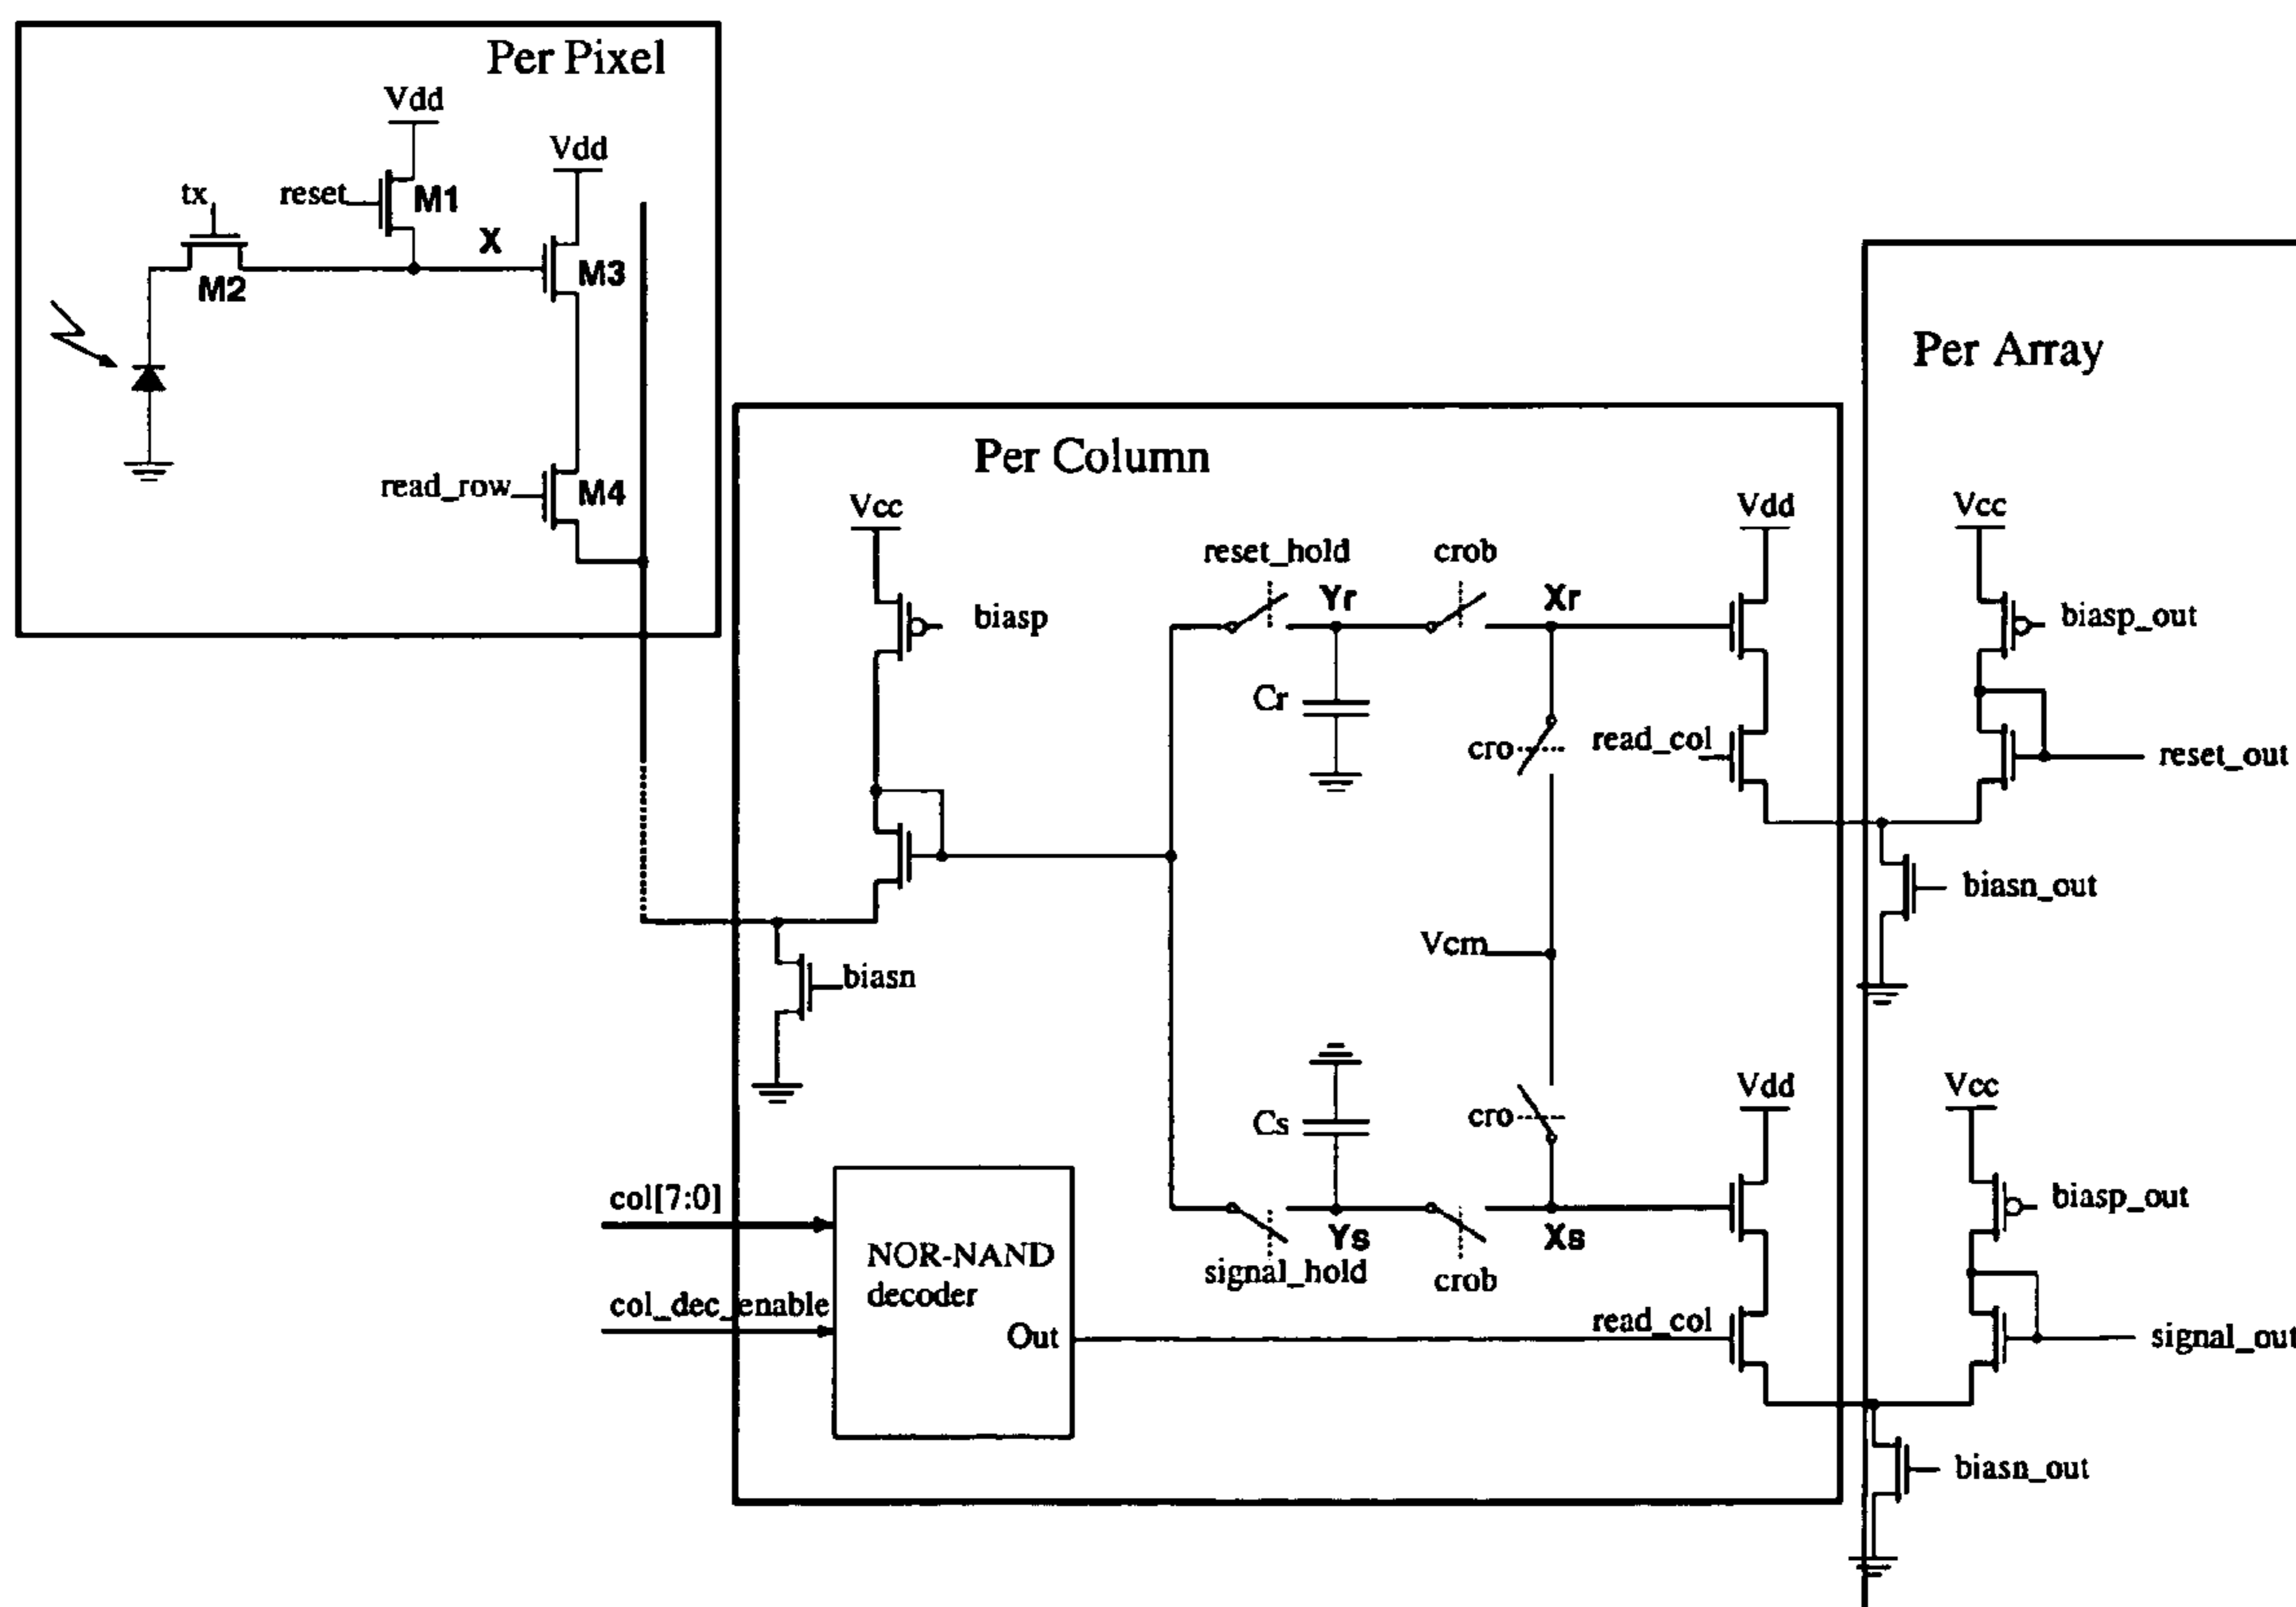 Per Pixel
Vdd
Vdd
tx
reset
M1
X
M2
M3
read_row
M4
Per Array
Per Column
Vcc
biasp
reset_hold
Yr
crob
Xr
Vdd
Vcc
biasp_out
Cr
cro
read_col
reset_out
biasn_out
Vcm
biasn
Cs
cro
Vdd
Vcc
col[7:0]
NOR-NAND
decoder
signal_hold
Ys
crob
Xs
biasp_out
col_dec_enable
Out
read_col
signal_out
biasn_out